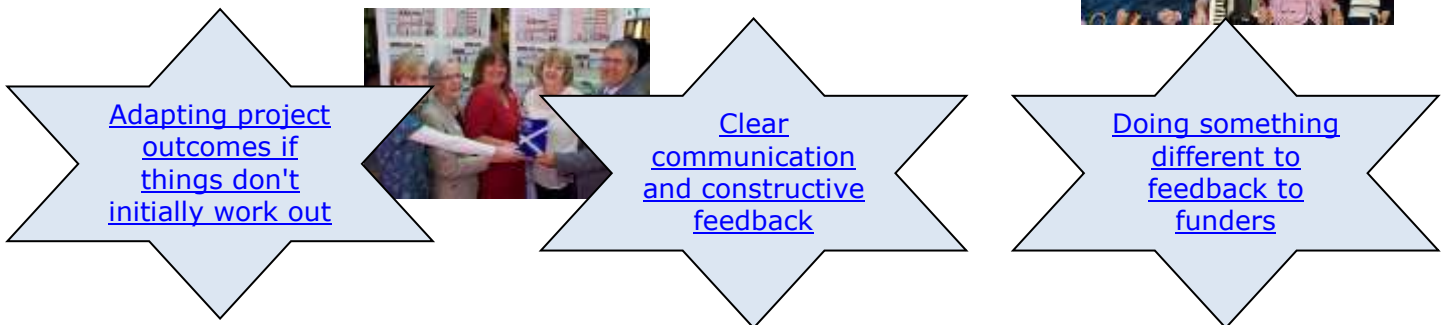 Adapting project
outcomes if
things don't
initially work out
Clear
communication
and constructive
feedback
Doing something
different to
feedback to
funders